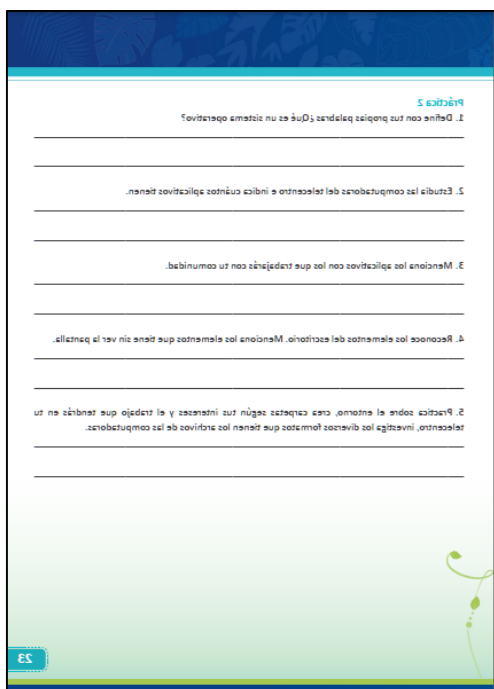 Práctica 2
1. Define con tus propias palabras ¿Qué es un sistema operativo?
2. Estudia las computadoras del telecentro e indica cuántos aplicativos tienen.
3. Menciona los aplicativos con los que trabajarás con tu comunidad.
4. Reconoce los elementos del escritorio. Menciona los elementos que tiene sin ver la pantalla.
5. Practica sobre el entorno, crea carpetas según tus intereses y el trabajo que tendrás en tu
telecentro, investiga los diversos formatos que tienen los archivos de las computadoras.
23